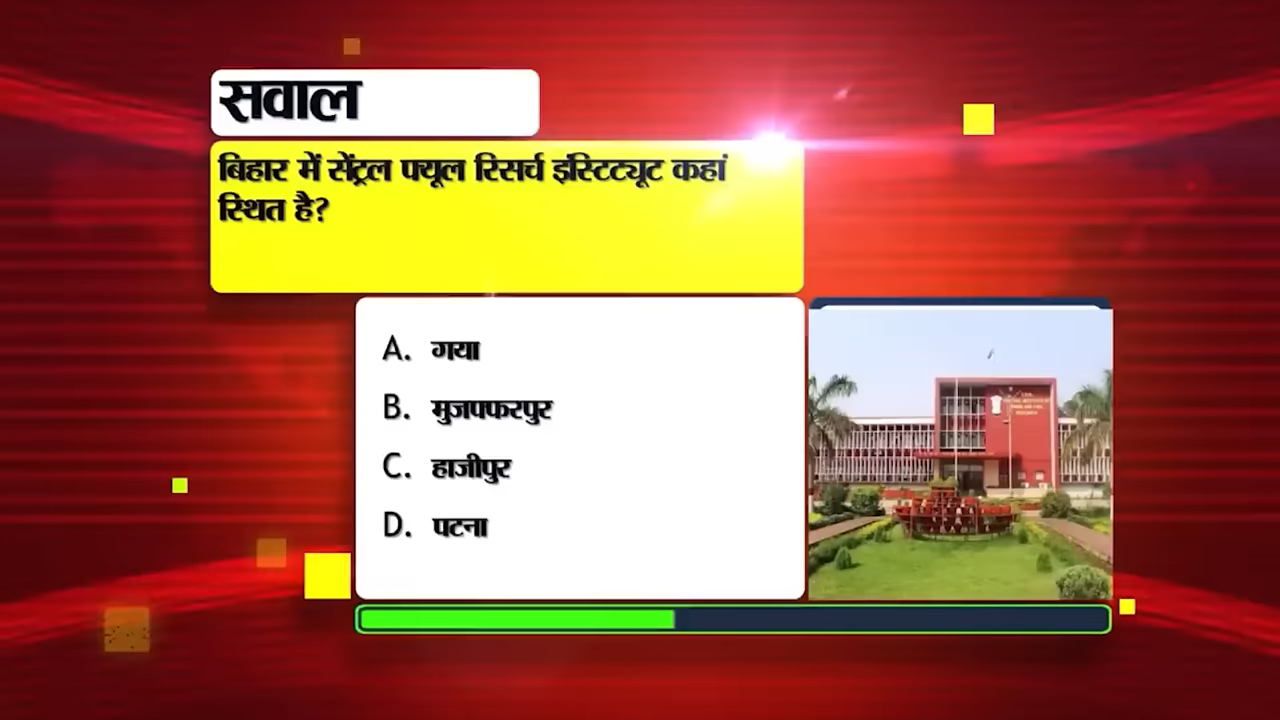 सवाल
बिहार में सेंट्रल फ्यूल रिसर्च इंस्टिट्यूट कहां
स्थित है?
A. गया
B. मुजफ्फरपुर
C. हाजीपुर
D. पटना